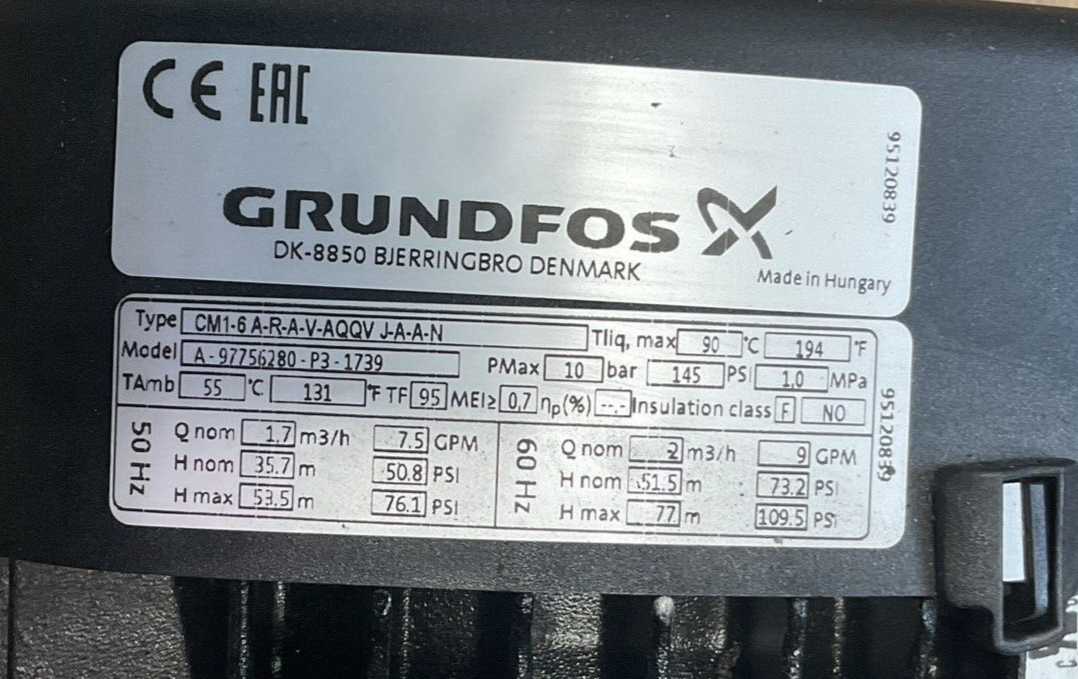 CE EAC
95120839
GRUNDFOS
DK-8850 BJERRINGBRO DENMARK
Made in Hungary
Type CM1-6 A-R-A-V-AQQV J-A-A-N Tliq, max 90 °C 194 °F
Model A - 97756280 - P3 - 1739 PMax 10 bar 145 PSI 1,0 MPa
TAmb 55 °C 131 °F TF 95 MEI≥ 0,7 ηp(%) --.- Insulation class F NO
95120839
50 Hz
Q nom 1.7 m3/h 7.5 GPM
H nom 35.7 m 50.8 PSI
H max 53.5 m 76.1 PSI
60 Hz
Q nom 2 m3/h 9 GPM
H nom 51.5 m 73.2 PSI
H max 77 m 109.5 PSI